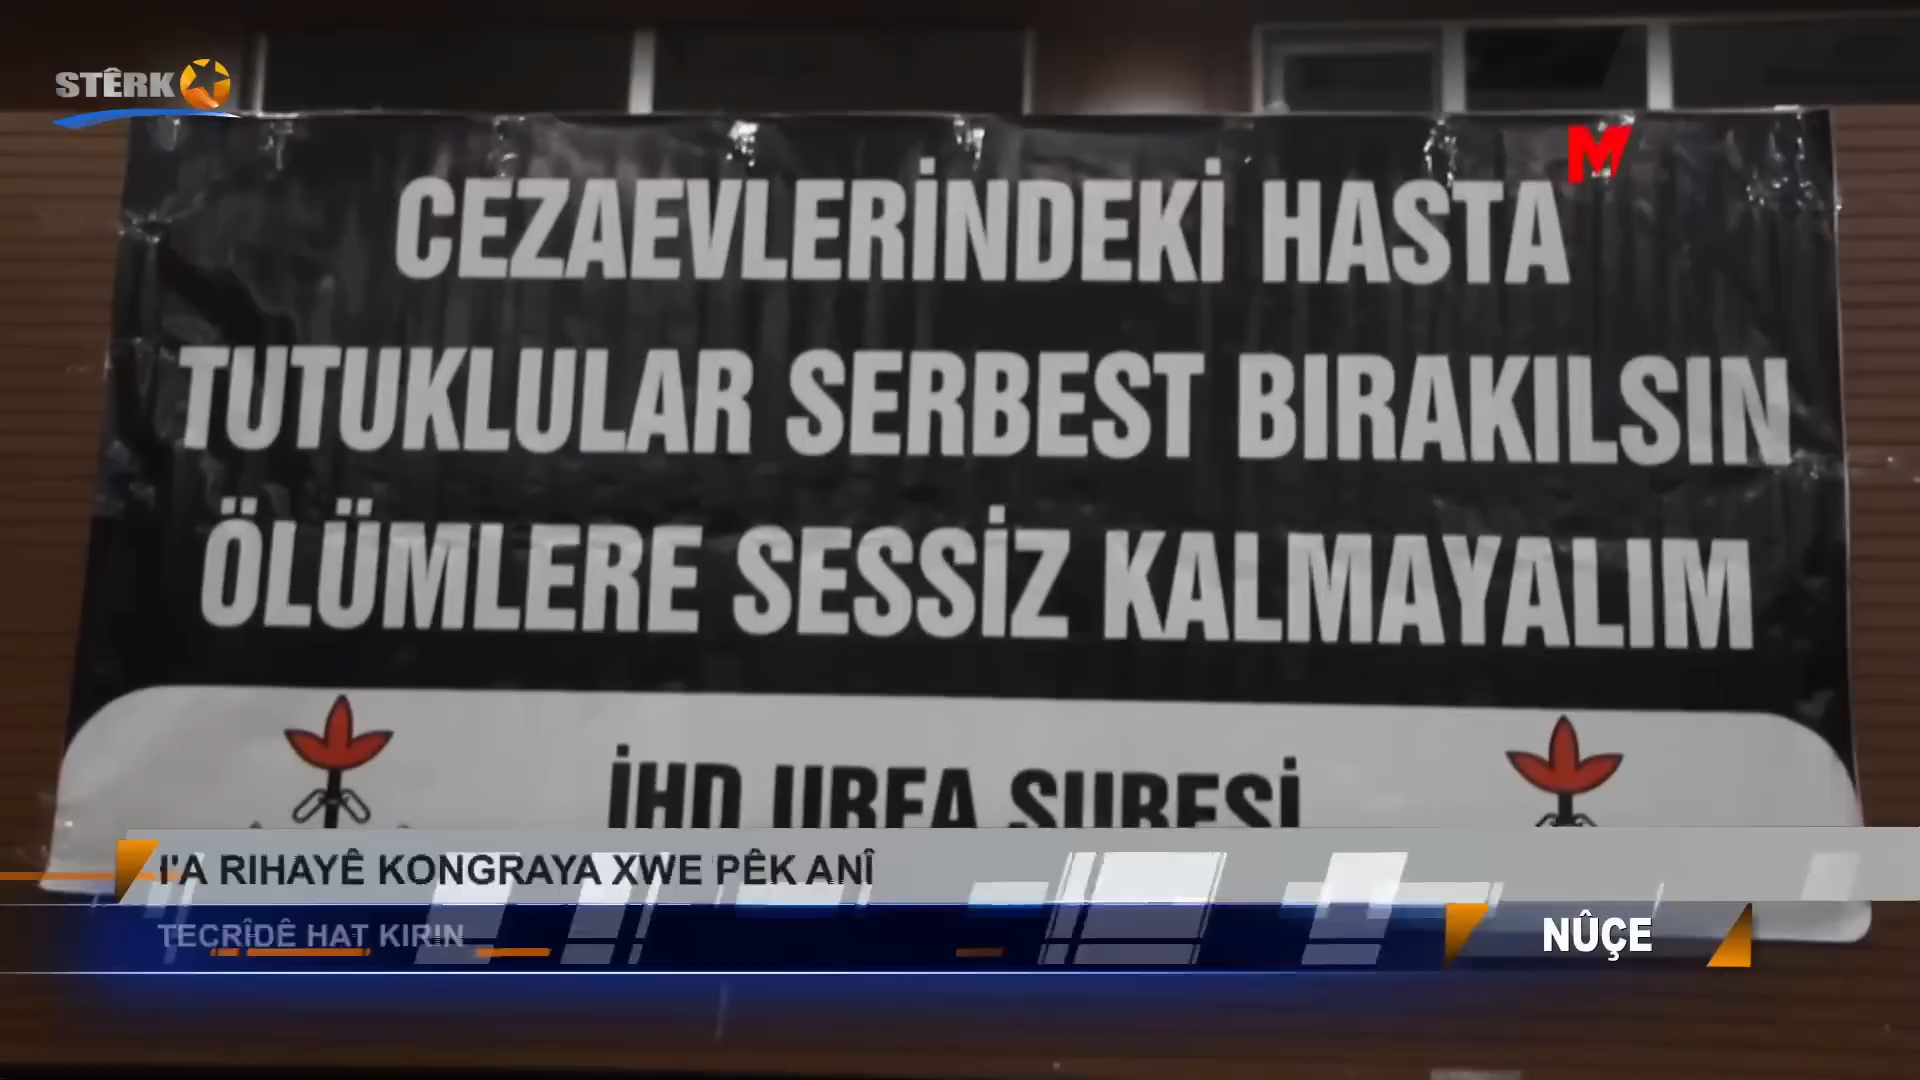 STÊRK
M
CEZAEVLERİNDEKİ HASTA
TUTUKLULAR SERBEST BIRAKILSIN
ÖLÜMLERE SESSİZ KALMAYALIM
İHD URFA ŞUBESİ
I'A RIHAYÊ KONGRAYA XWE PÊK ANÎ
TECRÎDÊ HAT KIRIN
NÛÇE